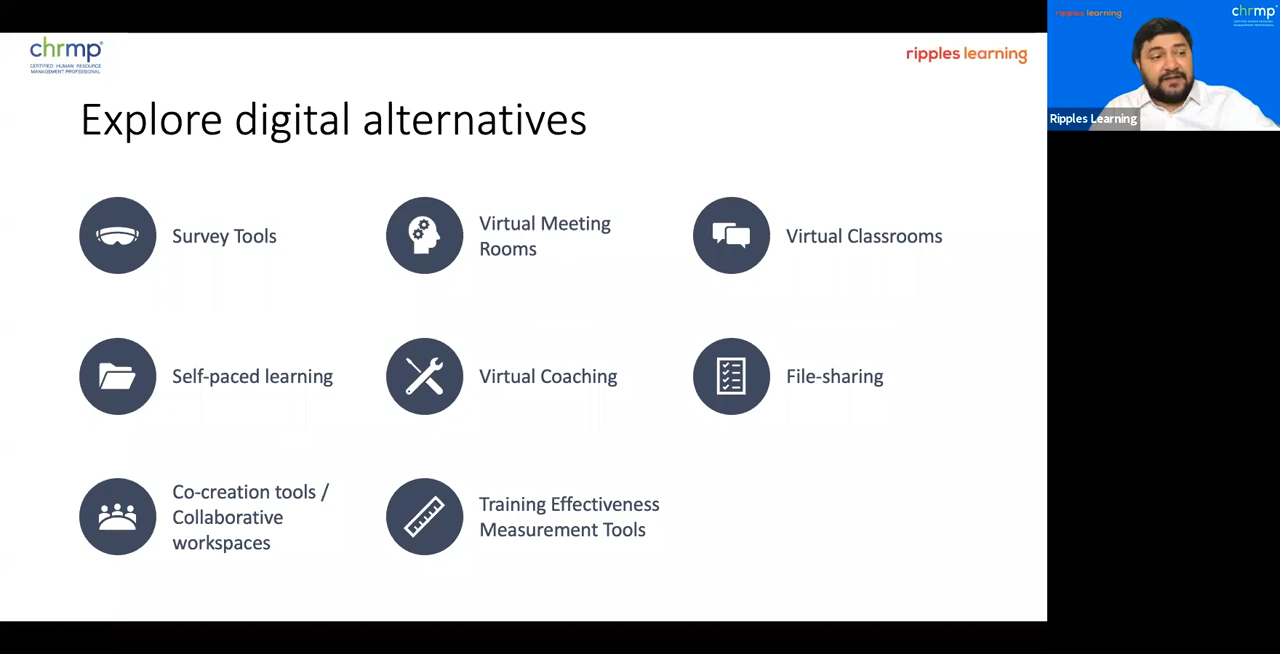 chrmp
CERTIFIED HUMAN RESOURCE
MANAGEMENT PROFESSIONAL
ripples learning
Explore digital alternatives
Survey Tools
Virtual Meeting
Rooms
Virtual Classrooms
Self-paced learning
Virtual Coaching
File-sharing
Co-creation tools /
Collaborative
workspaces
Training Effectiveness
Measurement Tools
ripples learning
chrmp
Ripples Learning